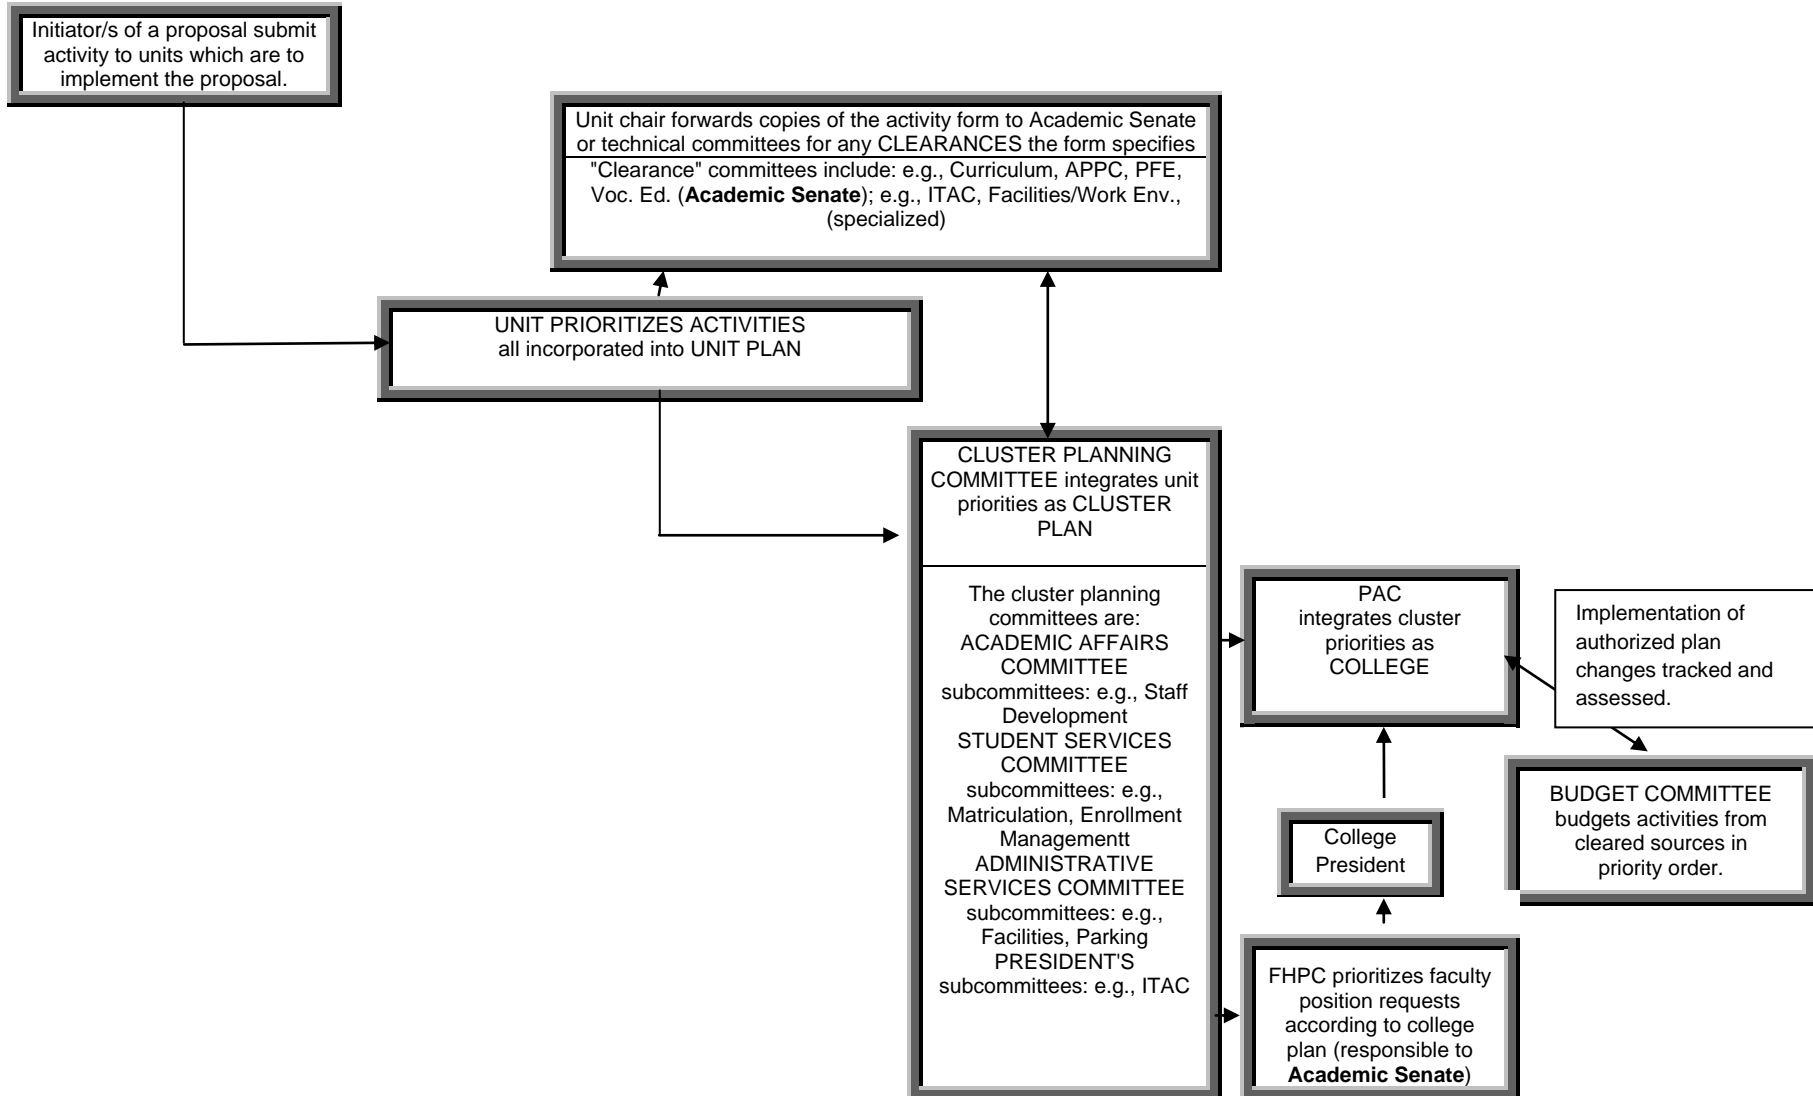 Initiator/s of a proposal submit
activity to units which are to
implement the proposal.
Unit chair forwards copies of the activity form to Academic Senate
or technical committees for any CLEARANCES the form specifies
"Clearance" committees include: e.g., Curriculum, APPC, PFE,
Voc. Ed. (Academic Senate); e.g., ITAC, Facilities/Work Env.,
(specialized)
UNIT PRIORITIZES ACTIVITIES
all incorporated into UNIT PLAN
CLUSTER PLANNING
COMMITTEE integrates unit
priorities as CLUSTER
PLAN
The cluster planning
committees are:
ACADEMIC AFFAIRS
COMMITTEE
subcommittees: e.g., Staff
Development
STUDENT SERVICES
COMMITTEE
subcommittees: e.g.,
Matriculation, Enrollment
Managementt
ADMINISTRATIVE
SERVICES COMMITTEE
subcommittees: e.g.,
Facilities, Parking
PRESIDENT'S
subcommittees: e.g., ITAC
PAC
integrates cluster
priorities as
COLLEGE
Implementation of
authorized plan
changes tracked and
assessed.
BUDGET COMMITTEE
budgets activities from
cleared sources in
priority order.
College
President
FHPC prioritizes faculty
position requests
according to college
plan (responsible to
Academic Senate)